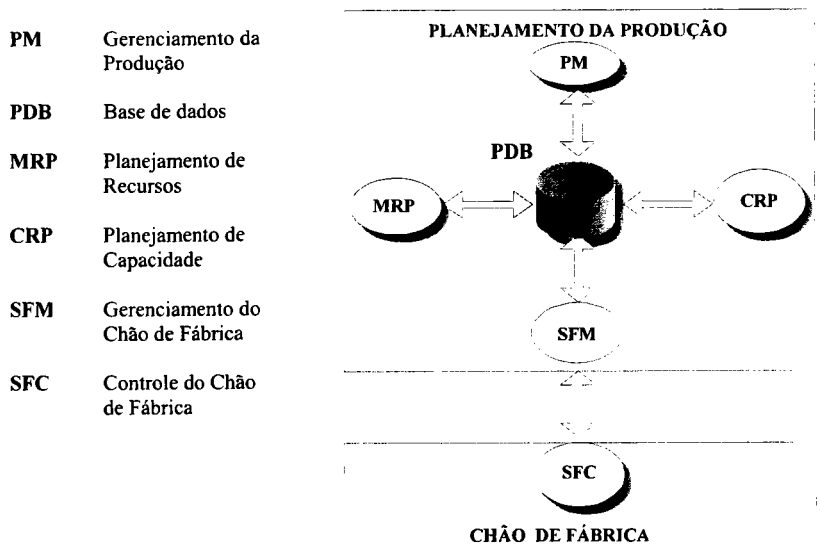 PM Gerenciamento da
Produção
PDB Base de dados
MRP Planejamento de
Recursos
CRP Planejamento de
Capacidade
SFM Gerenciamento do
Chão de Fábrica
SFC Controle do Chão
de Fábrica
PLANEJAMENTO DA PRODUÇÃO
PM
PDB
MRP
CRP
SFM
SFC
CHÃO DE FÁBRICA